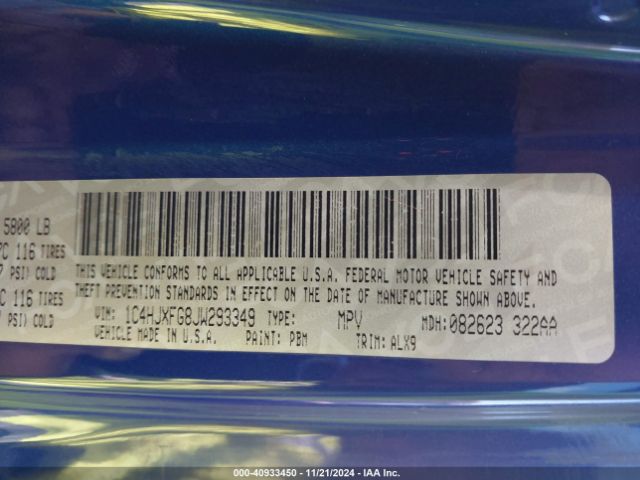 5800 LB
116 TIRES
PSI) COLD
116 TIRES
PSI) COLD
THIS VEHICLE CONFORMS TO ALL APPLICABLE U.S.A. FEDERAL MOTOR VEHICLE SAFETY AND
THEFT PREVENTION STANDARDS IN EFFECT ON THE DATE OF MANUFACTURE SHOWN ABOVE.
VIN: 1C4HJXFG8JW293349 TYPE: MPV MDH: 082623 322AA
VEHICLE MADE IN U.S.A. PAINT: PBM TRIM: ALX9
000-40933450 - 11/21/2024 - IAA Inc.